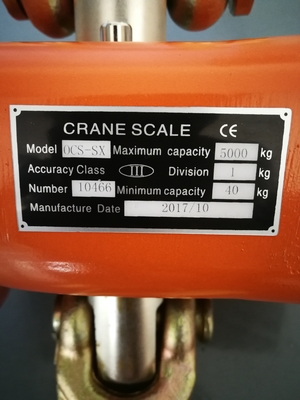 CRANE SCALE CE
Model OCS-SX Maximum capacity 5000 kg
Accuracy Class III Division 1 kg
Number 10466 Minimum capacity 40 kg
Manufacture Date 2017/10